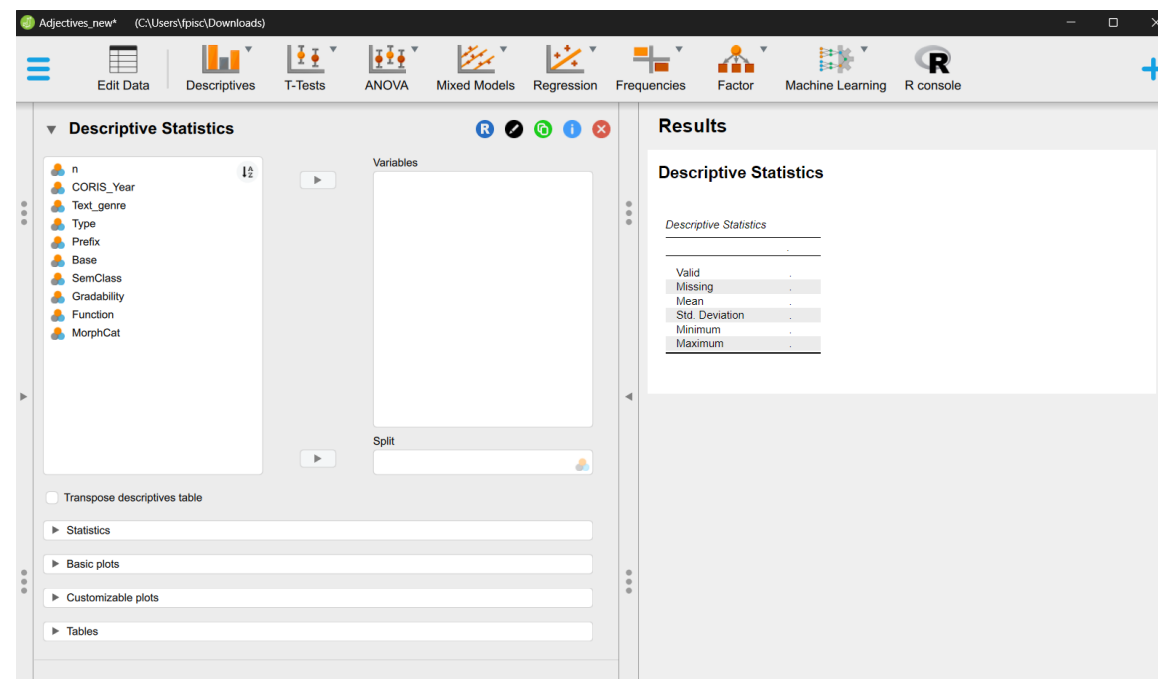 Adjectives_new* (C:\Users\fpisc\Downloads)
Edit Data Descriptives T-Tests ANOVA Mixed Models Regression Frequencies Factor Machine Learning R console
Descriptive Statistics
n
CORIS_Year
Text_genre
Type
Prefix
Base
SemClass
Gradability
Function
MorphCat
Variables
Split
Transpose descriptives table
Statistics
Basic plots
Customizable plots
Tables
Results
Descriptive Statistics
Descriptive Statistics
.
Valid .
Missing .
Mean .
Std. Deviation .
Minimum .
Maximum .